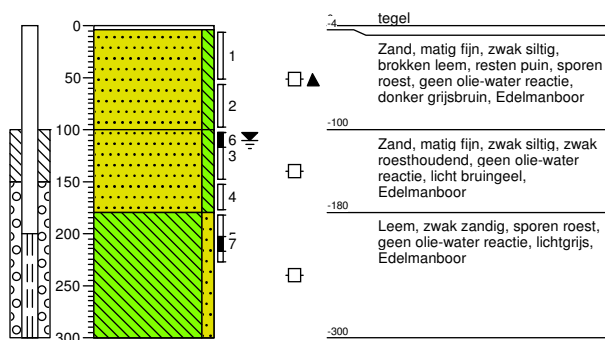 0
50
100
150
200
250
300
1
2
6
3
4
7
-4
tegel
Zand, matig fijn, zwak siltig,
brokken leem, resten puin, sporen
roest, geen olie-water reactie,
donker grijsbruin, Edelmanboor
-100
Zand, matig fijn, zwak siltig, zwak
roesthoudend, geen olie-water
reactie, licht bruingeel,
Edelmanboor
-180
Leem, zwak zandig, sporen roest,
geen olie-water reactie, lichtgrijs,
Edelmanboor
-300